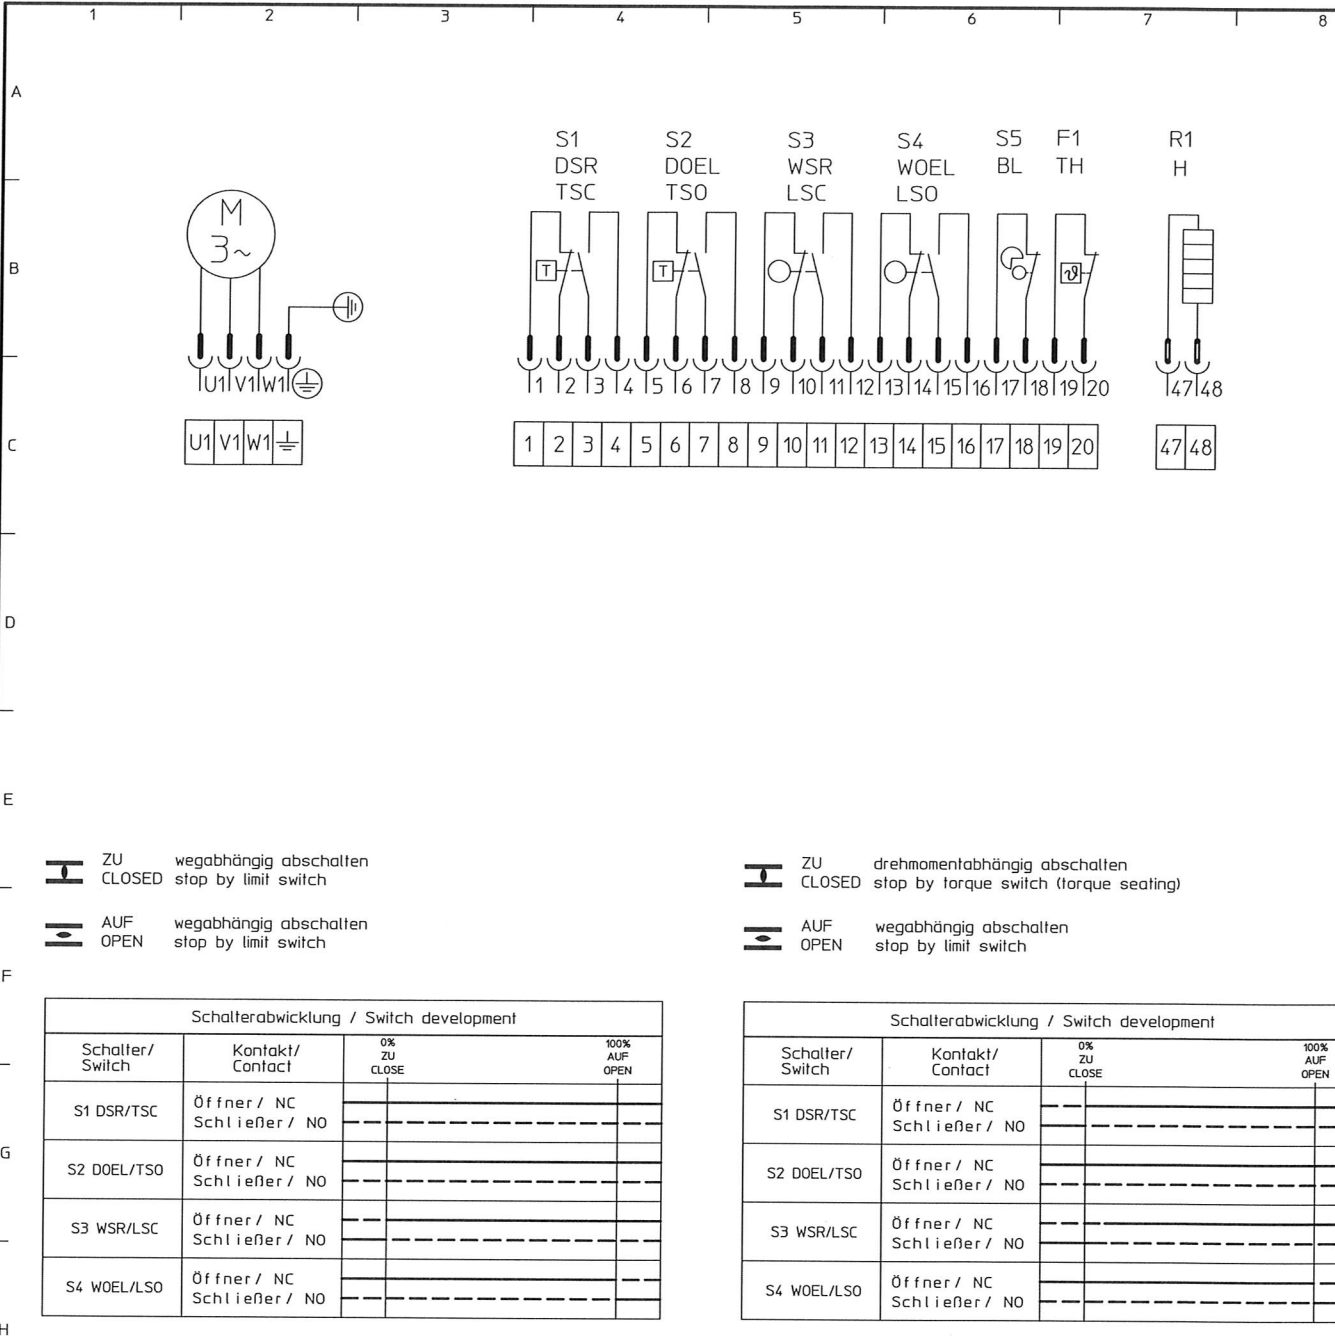 1 2 3 4 5 6 7 8
A
S1 S2 S3 S4 S5 F1 R1
DSR DOEL WSR WOEL BL TH H
TSC TSO LSC LSO
M
3~
B
T T ϑ
U1 V1 W1 1 2 3 4 5 6 7 8 9 10 11 12 13 14 15 16 17 18 19 20 47 48
C
U1 V1 W1 1 2 3 4 5 6 7 8 9 10 11 12 13 14 15 16 17 18 19 20 47 48
D
E
ZU wegabhängig abschalten
CLOSED stop by limit switch
AUF wegabhängig abschalten
OPEN stop by limit switch
ZU drehmomentabhängig abschalten
CLOSED stop by torque switch (torque seating)
AUF wegabhängig abschalten
OPEN stop by limit switch
F
Schalterabwicklung / Switch development
Schalter/ Kontakt/ 0% 100%
Switch Contact ZU AUF
CLOSE OPEN
S1 DSR/TSC Öffner/ NC
Schließer/ NO
G
S2 DOEL/TSO Öffner/ NC
Schließer/ NO
S3 WSR/LSC Öffner/ NC
Schließer/ NO
S4 WOEL/LSO Öffner/ NC
Schließer/ NO
Schalterabwicklung / Switch development
Schalter/ Kontakt/ 0% 100%
Switch Contact ZU AUF
CLOSE OPEN
S1 DSR/TSC Öffner/ NC
Schließer/ NO
S2 DOEL/TSO Öffner/ NC
Schließer/ NO
S3 WSR/LSC Öffner/ NC
Schließer/ NO
S4 WOEL/LSO Öffner/ NC
Schließer/ NO
H